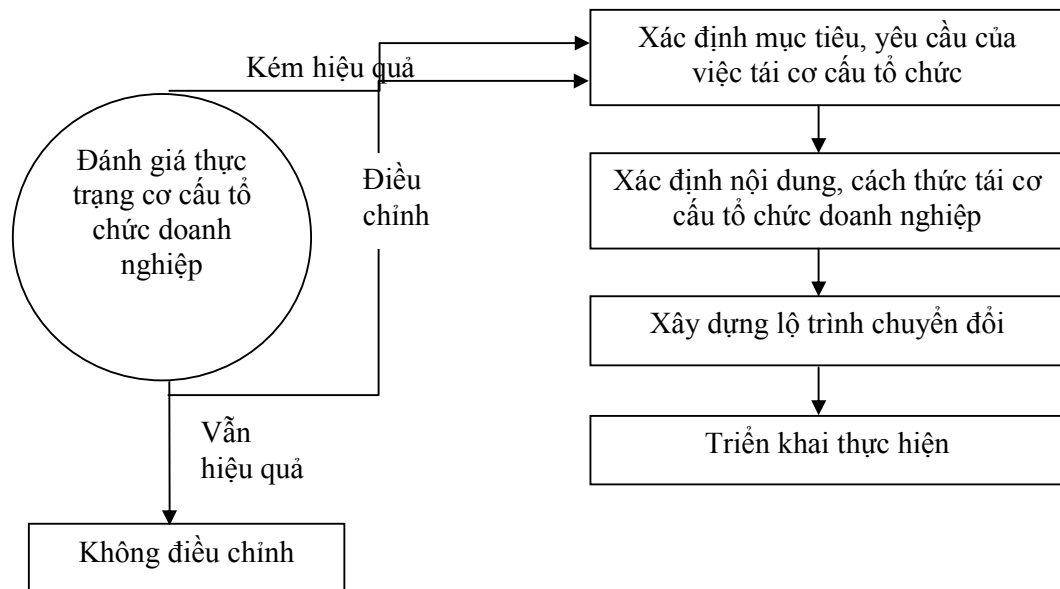 Xác định mục tiêu, yêu cầu của
việc tái cơ cấu tổ chức
Kém hiệu quả
Đánh giá thực
trạng cơ cấu tổ
chức doanh
nghiệp
Điều
chỉnh
Xác định nội dung, cách thức tái cơ
cấu tổ chức doanh nghiệp
Xây dựng lộ trình chuyển đổi
Vẫn
hiệu quả
Triển khai thực hiện
Không điều chỉnh